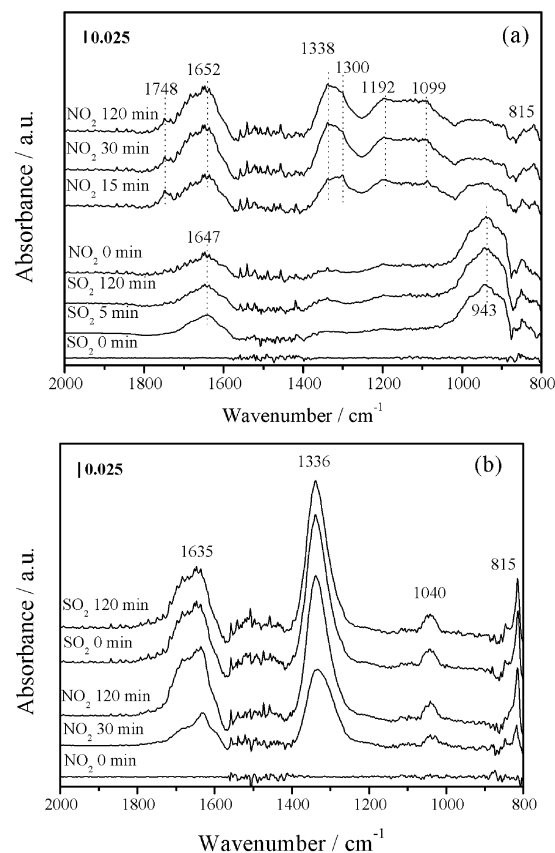 0.025
(a)
1338
1652
1300
1748
1192
1099
815
NO2 120 min
NO2 30 min
NO2 15 min
1647
NO2 0 min
SO2 120 min
SO2 5 min
943
SO2 0 min
Absorbance / a.u.
2000 1800 1600 1400 1200 1000 800
Wavenumber / cm-1
0.025
1336
(b)
1635
815
1040
SO2 120 min
SO2 0 min
NO2 120 min
NO2 30 min
NO2 0 min
Absorbance / a.u.
2000 1800 1600 1400 1200 1000 800
Wavenumber / cm-1